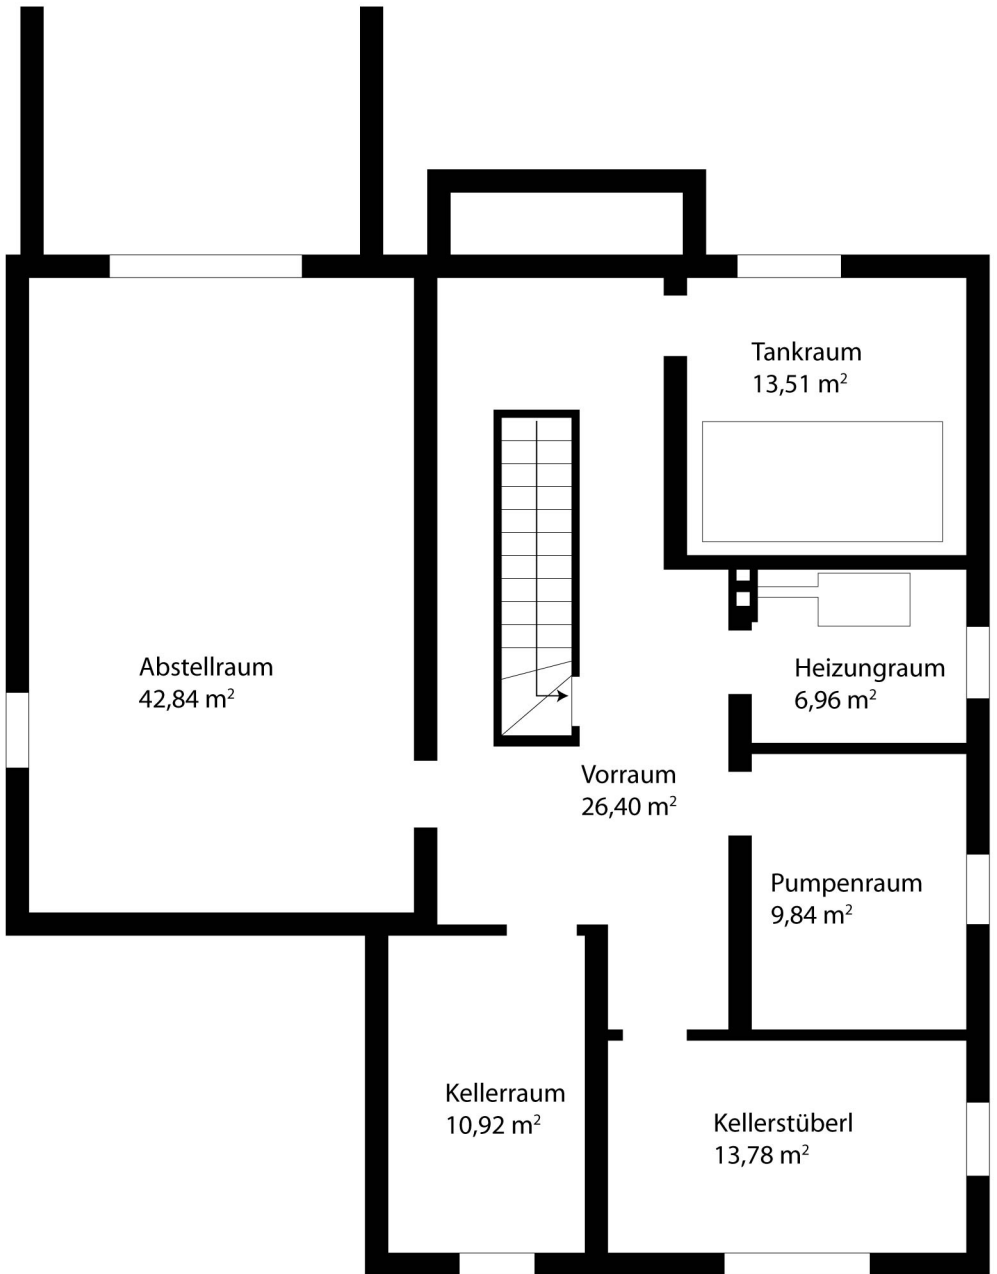 Tankraum
13,51 m²
Abstellraum
42,84 m²
Heizungraum
6,96 m²
Vorraum
26,40 m²
Pumpenraum
9,84 m²
Kellerraum
10,92 m²
Kellerstüberl
13,78 m²